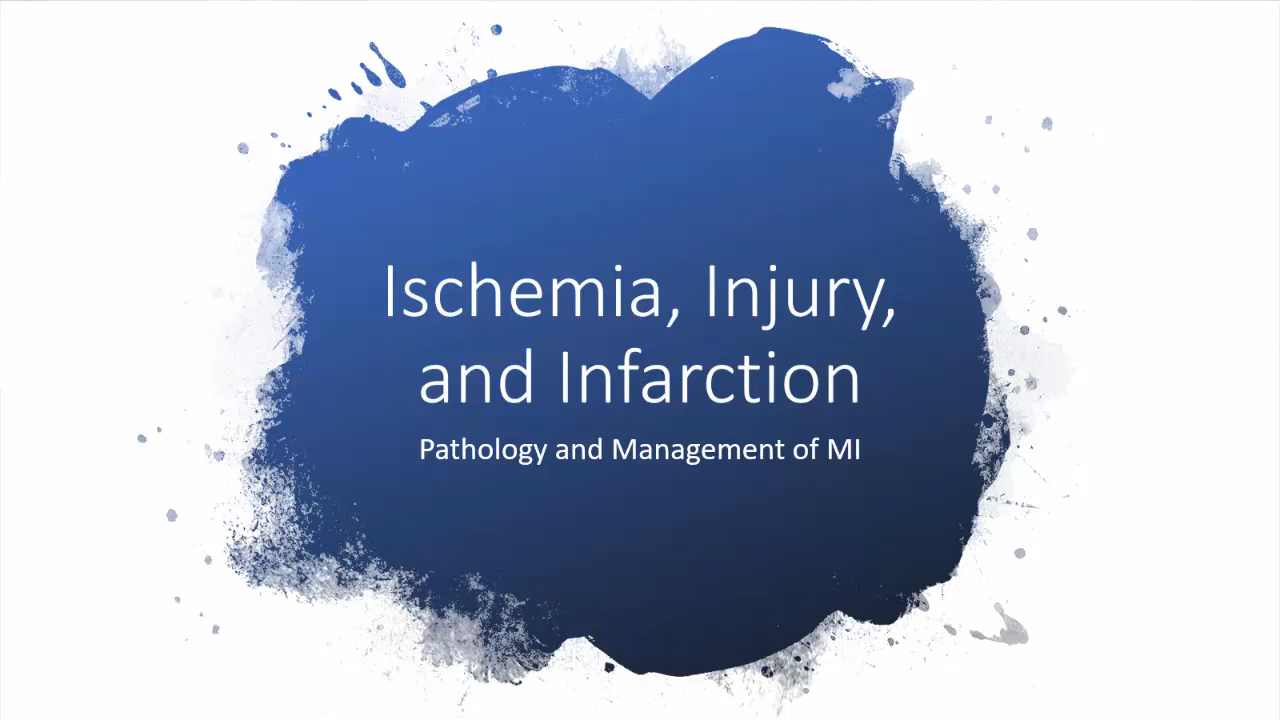 Ischemia, Injury,
and Infarction
Pathology and Management of MI